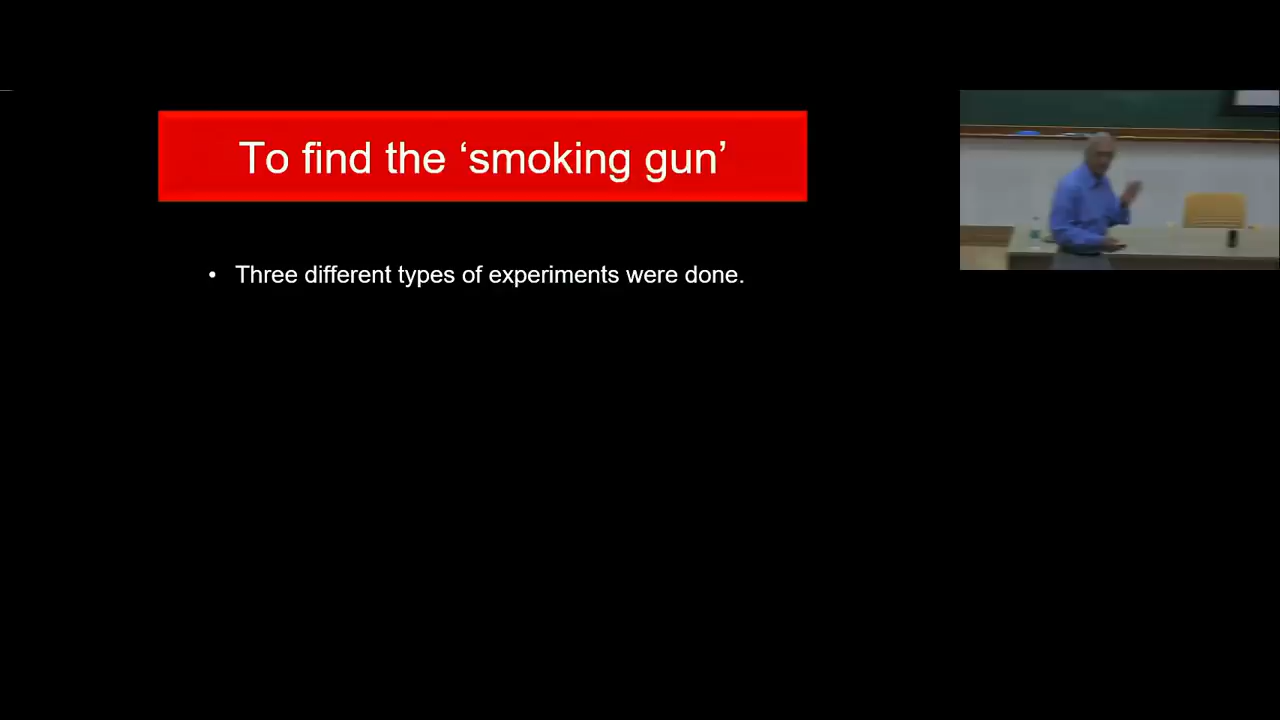 To find the ‘smoking gun’
• Three different types of experiments were done.